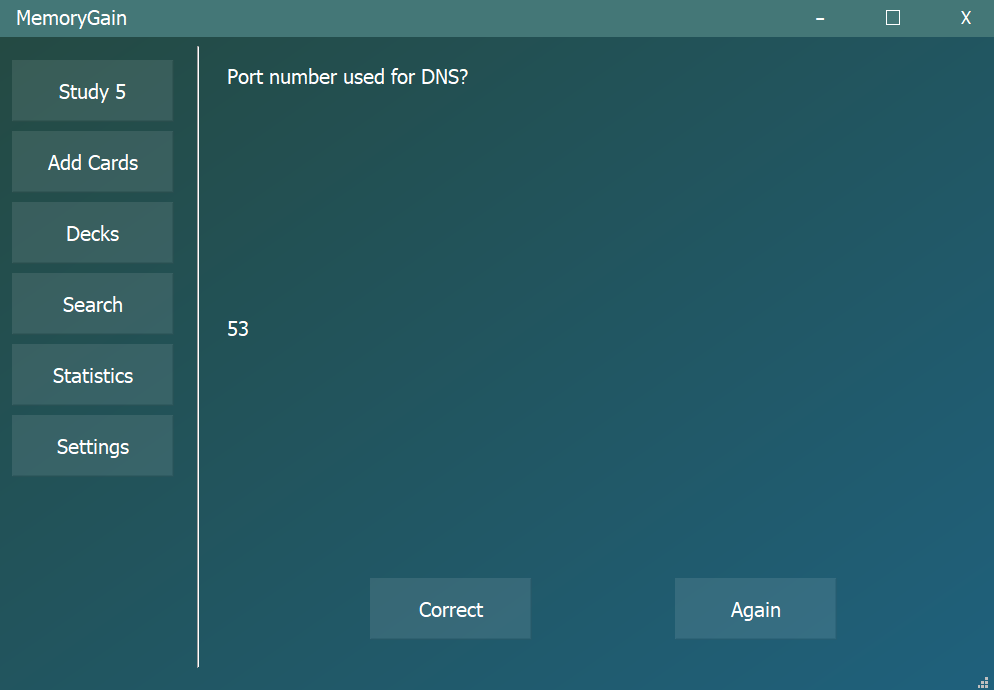 MemoryGain
– □ X
Study 5
Add Cards
Decks
Search
Statistics
Settings
Port number used for DNS?
53
Correct
Again